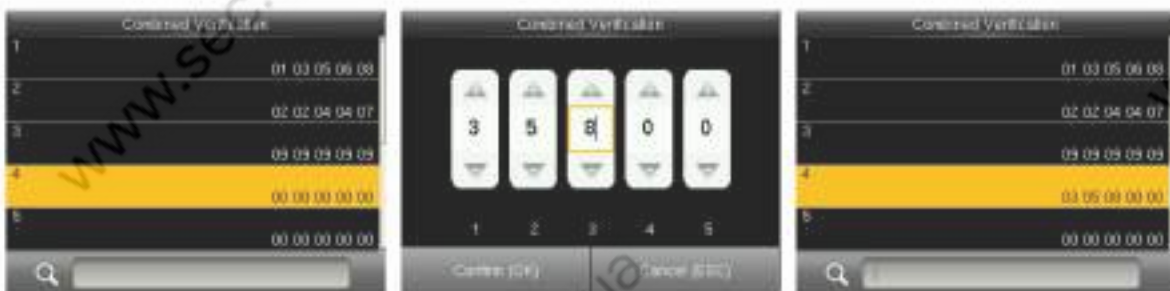 Combined Verification
1
01 03 05 06 08
2
02 02 04 04 07
3
09 09 09 09 09
4
00 00 00 00 00
5
00 00 00 00 00
Combined Verification
3 5 8 0 0
1 2 3 4 5
Confirm (OK) Cancel (ESC)
Combined Verification
1
01 03 05 06 08
2
02 02 04 04 07
3
09 09 09 09 09
4
03 05 08 00 00
5
00 00 00 00 00
www.sec